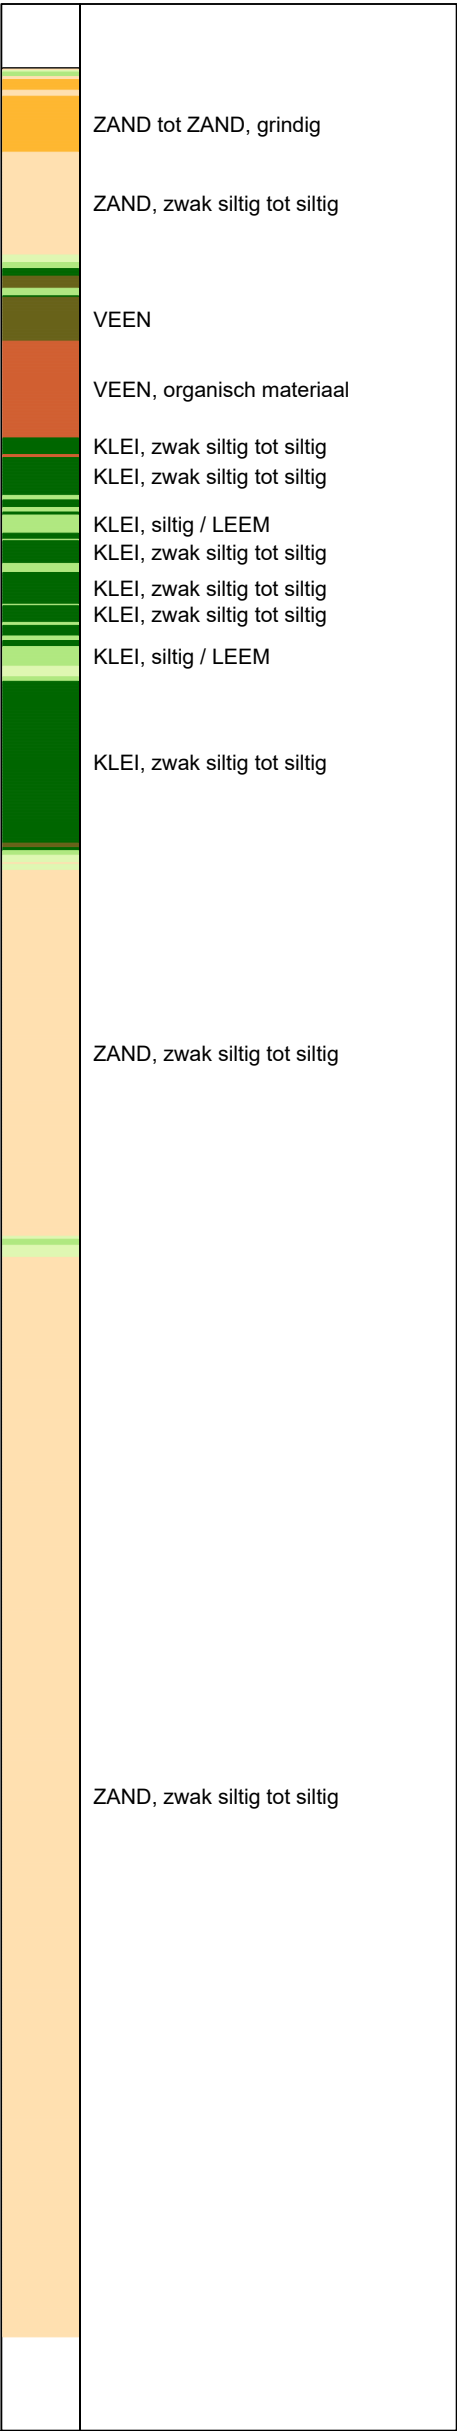 ZAND tot ZAND, grindig
ZAND, zwak siltig tot siltig
VEEN
VEEN, organisch materiaal
KLEI, zwak siltig tot siltig
KLEI, zwak siltig tot siltig
KLEI, siltig / LEEM
KLEI, zwak siltig tot siltig
KLEI, zwak siltig tot siltig
KLEI, zwak siltig tot siltig
KLEI, siltig / LEEM
KLEI, zwak siltig tot siltig
ZAND, zwak siltig tot siltig
ZAND, zwak siltig tot siltig